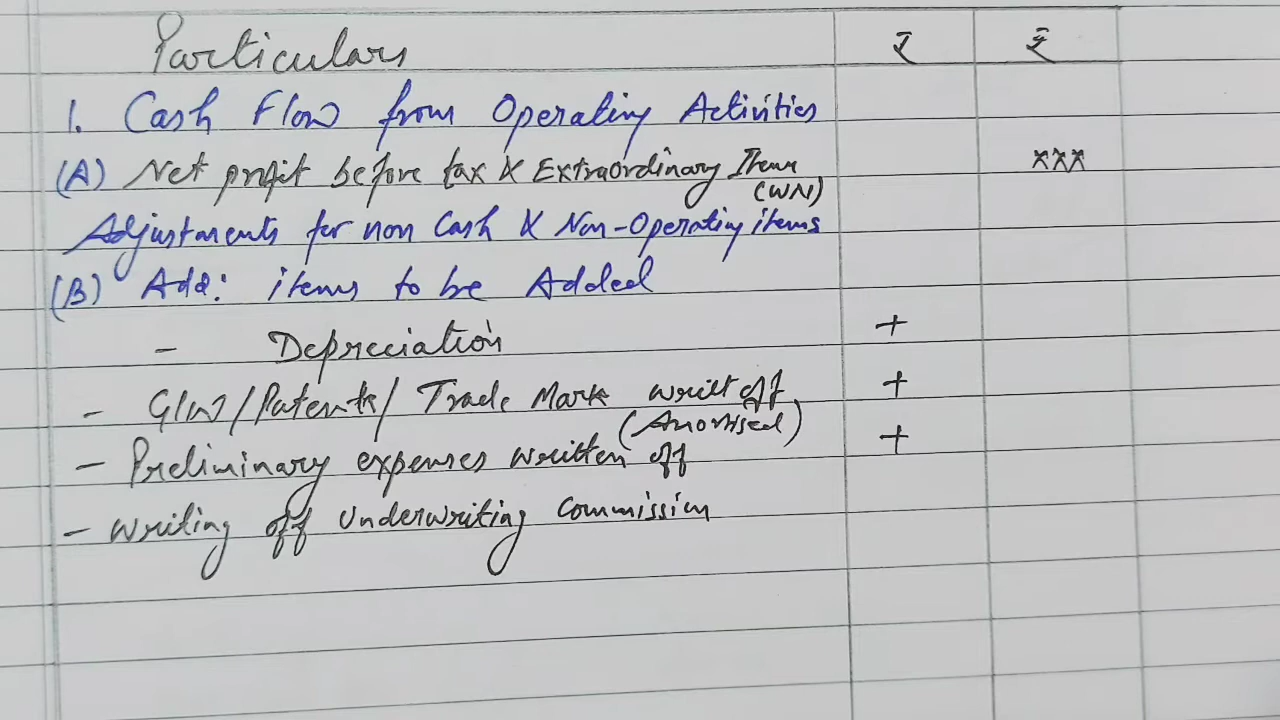 Particulars ₹ ₹
1. Cash Flow from Operating Activities
(A) Net profit before tax & Extraordinary Items xxx
(WN)
Adjustments for non Cash & Non-Operating items
(B) Add: items to be Added
- Depreciation +
- G/W/Patents/Trade Mark writt off +
(Amortised)
- Preliminary expenses written off +
- Writing off Underwriting Commission